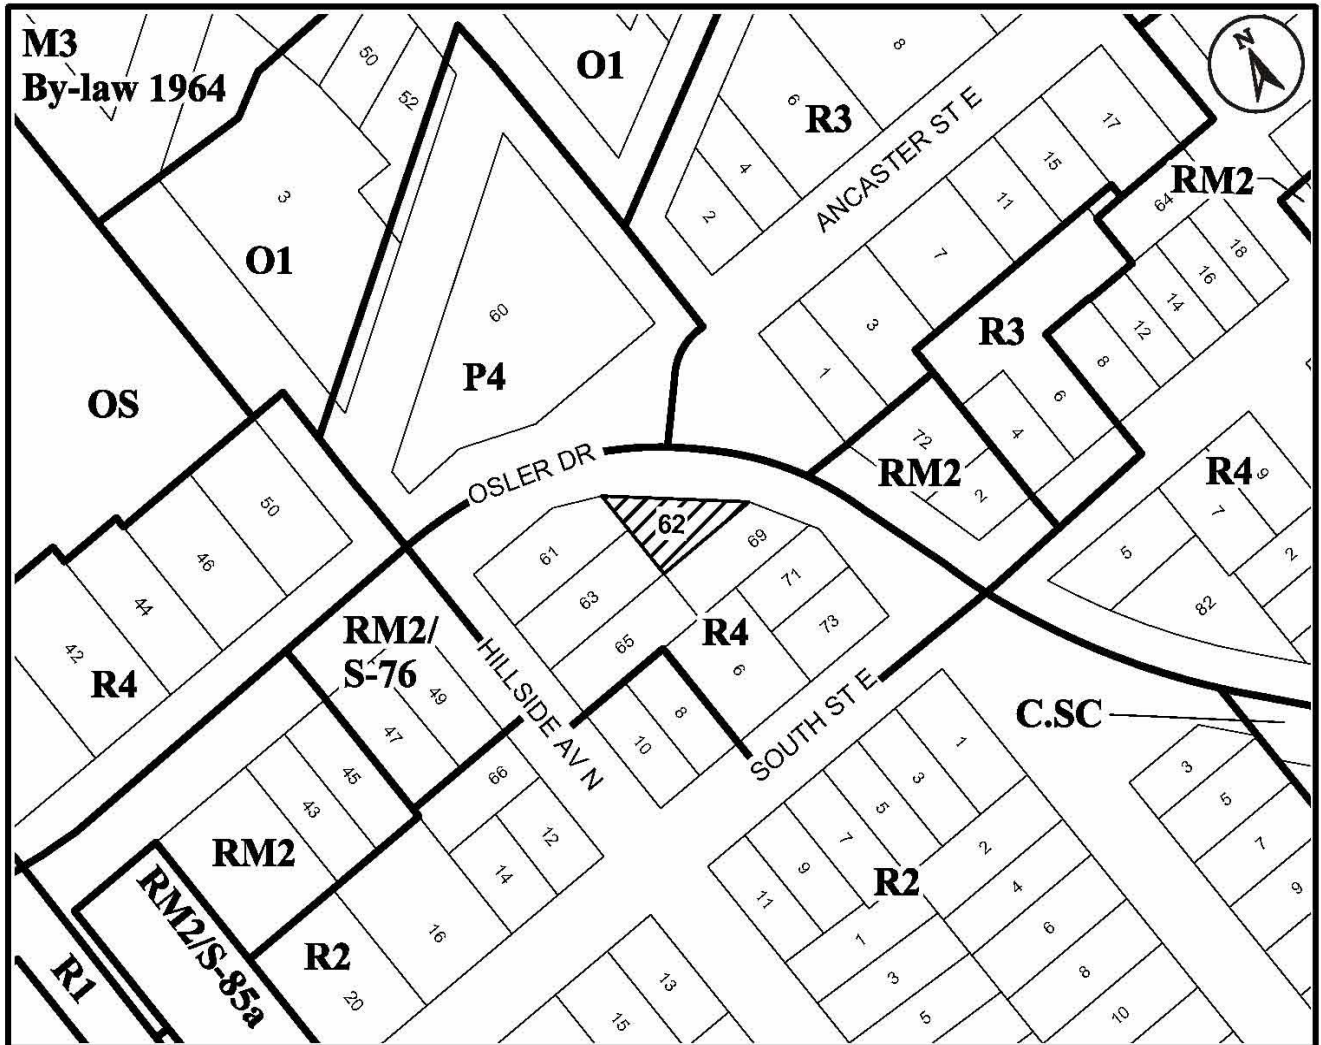 M3
By-law 1964
50
52
O1
8
6
R3
N
4
2
ANCASTER ST E
17
15
11
7
3
1
RM2
64
18
16
14
12
8
3
O1
60
P4
OS
R3
6
4
72
RM2
2
R4
9
7
5
2
82
OSLER DR
62
61
63
65
69
71
73
R4
6
8
10
50
46
44
42
R4
RM2/
S-76
49
47
HILLSIDE AV N
SOUTH ST E
C.SC
66
45
43
RM2
12
14
16
R2
20
RM2/S-85a
R1
1
3
5
7
9
11
R2
2
4
6
8
10
1
3
5
13
15
3
5
7
9